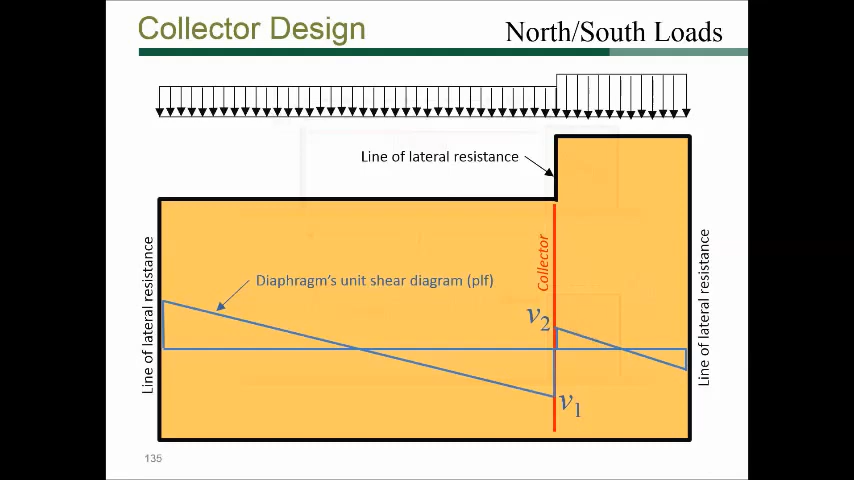 Collector Design
North/South Loads
Line of lateral resistance
Line of lateral resistance
Collector
Diaphragm's unit shear diagram (plf)
v2
v1
Line of lateral resistance
135